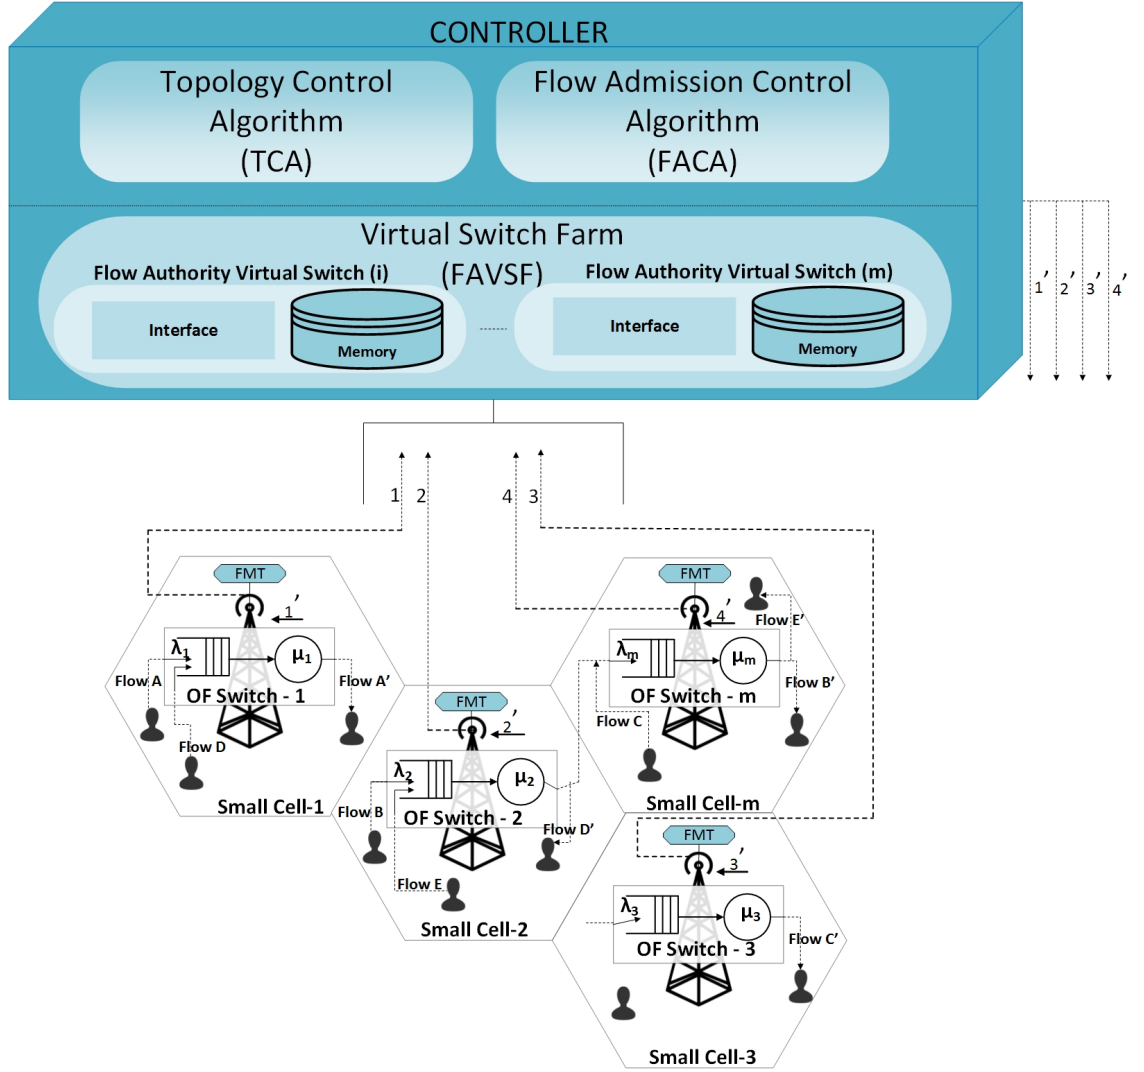 CONTROLLER
Topology Control
Algorithm
(TCA)
Flow Admission Control
Algorithm
(FACA)
Virtual Switch Farm
(FAVSF)
Flow Authority Virtual Switch (i)
Interface
Memory
Flow Authority Virtual Switch (m)
Interface
Memory
1′
2′
3′
4′
1
2
4
3
FMT
1′
λ1
μ1
OF Switch - 1
Flow A
Flow A’
Flow D
Small Cell-1
FMT
2′
λ2
μ2
OF Switch - 2
Flow B
Flow D’
Flow E
Small Cell-2
FMT
4′
Flow E’
λm
μm
OF Switch - m
Flow B’
Flow C
Small Cell-m
FMT
3′
λ3
μ3
OF Switch - 3
Flow C’
Small Cell-3